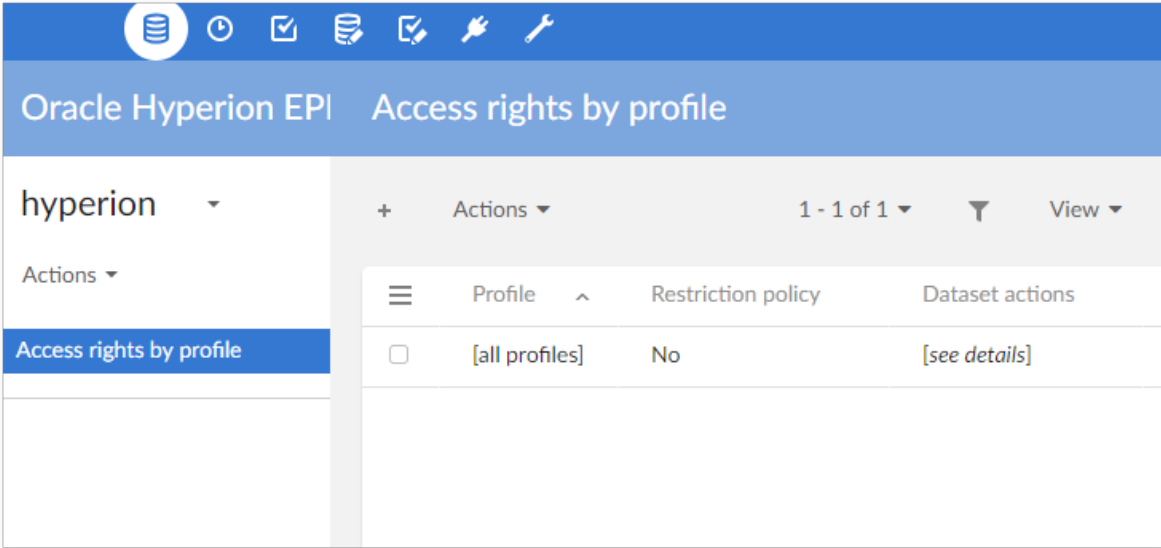 Oracle Hyperion EPI
Access rights by profile
hyperion
Actions
Actions
1 - 1 of 1
View
Access rights by profile
Profile
Restriction policy
Dataset actions
[all profiles]
No
[see details]